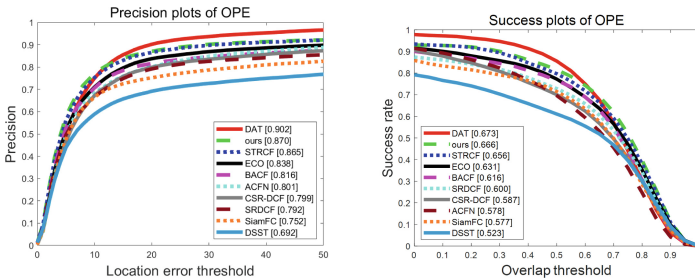 Precision plots of OPE
Precision
1
0.9
0.8
0.7
0.6
0.5
0.4
0.3
0.2
0.1
0
DAT [0.902]
ours [0.870]
STRCF [0.865]
ECO [0.838]
BACF [0.816]
ACFN [0.801]
CSR-DCF [0.799]
SRDCF [0.792]
SiamFC [0.752]
DSST [0.692]
0 10 20 30 40 50
Location error threshold
Success plots of OPE
Success rate
1
0.9
0.8
0.7
0.6
0.5
0.4
0.3
0.2
0.1
0
DAT [0.673]
ours [0.666]
STRCF [0.656]
ECO [0.631]
BACF [0.616]
SRDCF [0.600]
CSR-DCF [0.587]
ACFN [0.578]
SiamFC [0.577]
DSST [0.523]
0 0.1 0.2 0.3 0.4 0.5 0.6 0.7 0.8 0.9
Overlap threshold